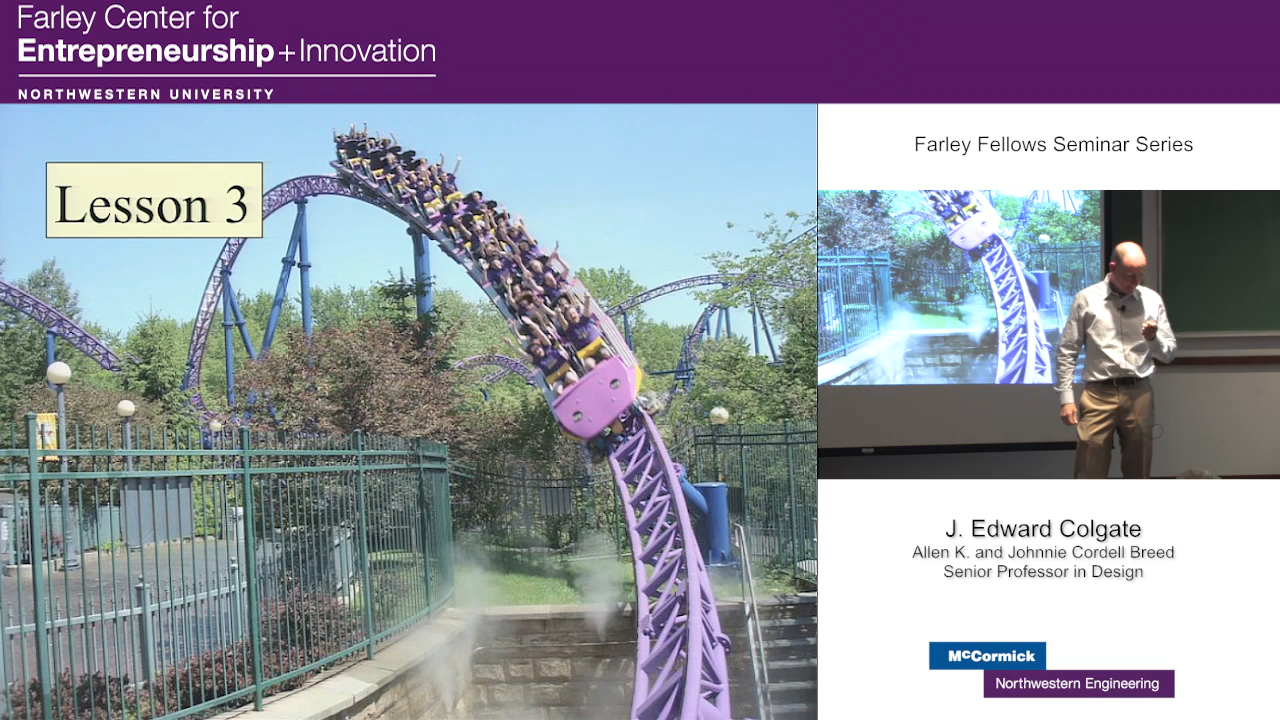 Farley Center for
Entrepreneurship+Innovation
NORTHWESTERN UNIVERSITY
Lesson 3
Farley Fellows Seminar Series
J. Edward Colgate
Allen K. and Johnnie Cordell Breed
Senior Professor in Design
McCormick
Northwestern Engineering